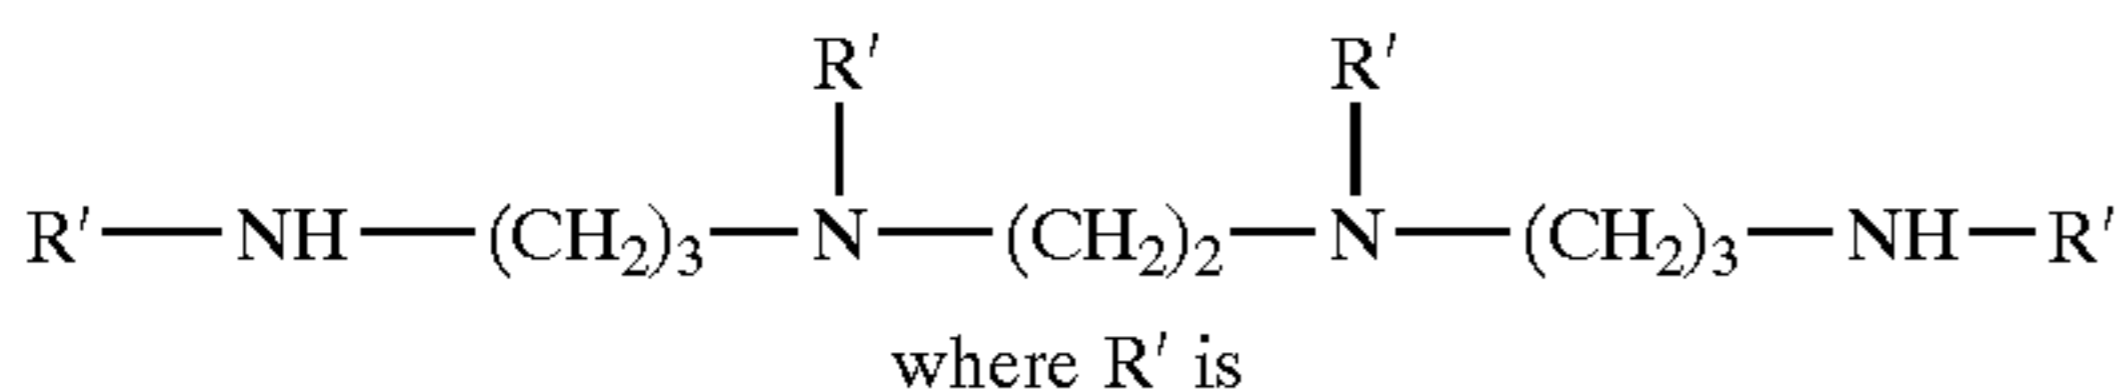 R′ R′
R′—NH—(CH₂)₃—N—(CH₂)₂—N—(CH₂)₃—NH—R′
where R′ is